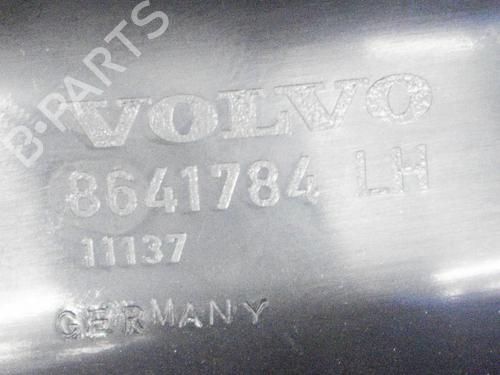 B-PARTS
VOLVO
8641784 LH
11137
GERMANY